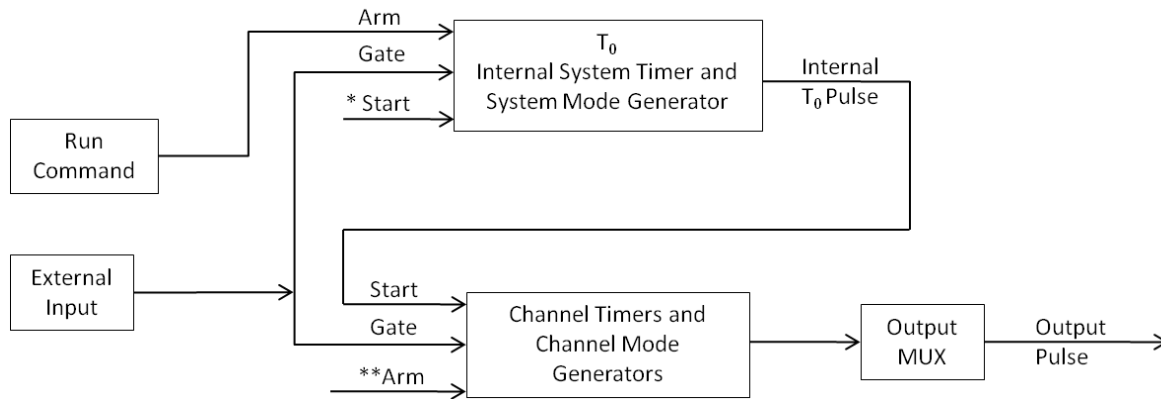 Arm
T₀
Gate
Internal System Timer and
System Mode Generator
Internal
T₀ Pulse
* Start
Run
Command
External
Input
Start
Channel Timers and
Channel Mode
Generators
Gate
**Arm
Output
MUX
Output
Pulse